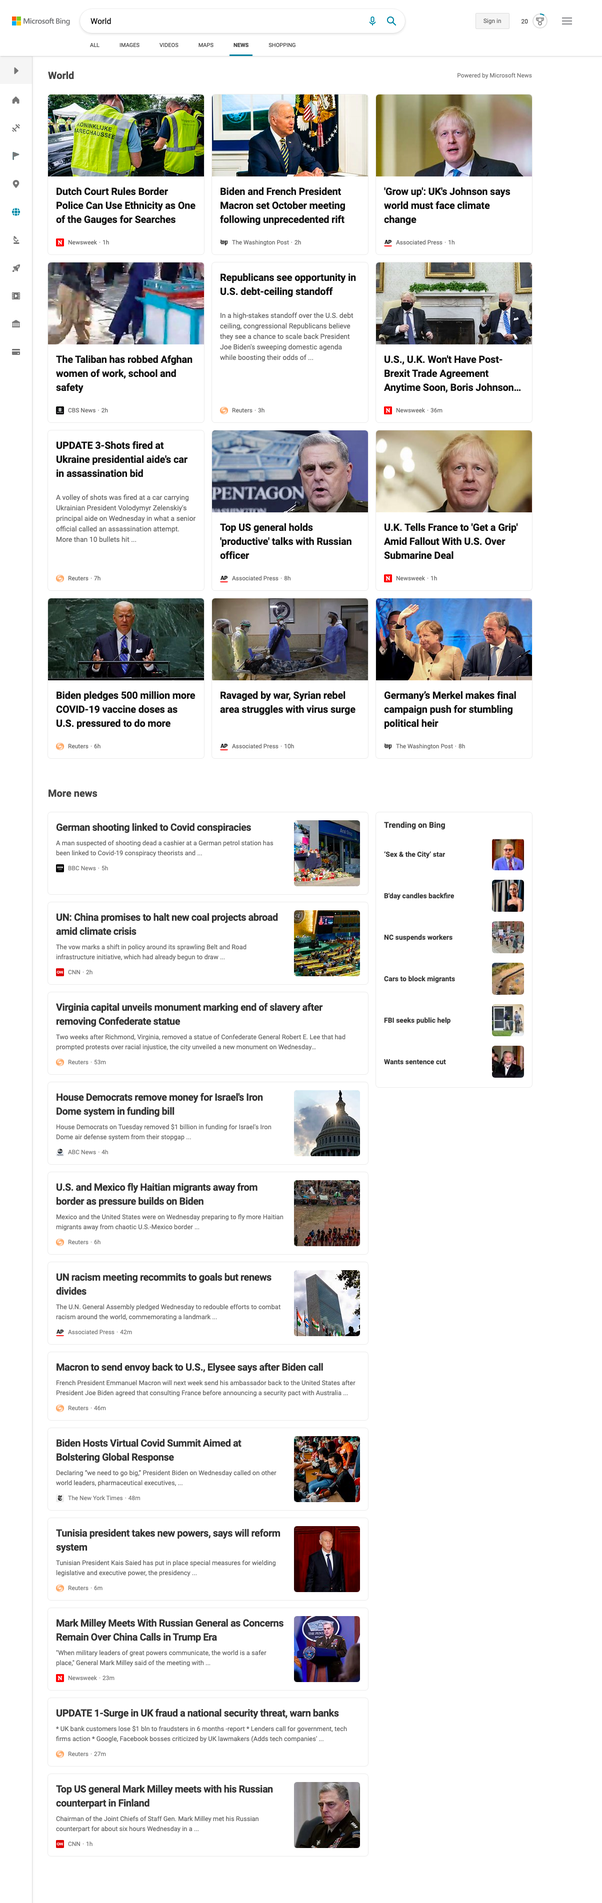 Microsoft Bing
World
Sign in
20
ALL
IMAGES
VIDEOS
MAPS
NEWS
SHOPPING
World
Powered by Microsoft News
KONINKLIJKE
MARECHAUSSEE
Dutch Court Rules Border
Police Can Use Ethnicity as One
of the Gauges for Searches
Newsweek · 1h
Biden and French President
Macron set October meeting
following unprecedented rift
The Washington Post · 2h
'Grow up': UK's Johnson says
world must face climate
change
AP Associated Press · 1h
The Taliban has robbed Afghan
women of work, school and
safety
CBS News · 2h
Republicans see opportunity in
U.S. debt-ceiling standoff
In a high-stakes standoff over the U.S. debt
ceiling, congressional Republicans believe
they see a chance to scale back President
Joe Biden's sweeping domestic agenda
while boosting their odds of ...
Reuters · 3h
U.S., U.K. Won't Have Post-
Brexit Trade Agreement
Anytime Soon, Boris Johnson...
Newsweek · 36m
UPDATE 3-Shots fired at
Ukraine presidential aide's car
in assassination bid
A volley of shots was fired at a car carrying
Ukrainian President Volodymyr Zelenskiy's
principal aide on Wednesday in what a senior
official called an assassination attempt.
More than 10 bullets hit ...
Reuters · 7h
PENTAGON
Top US general holds
'productive' talks with Russian
officer
AP Associated Press · 8h
U.K. Tells France to 'Get a Grip'
Amid Fallout With U.S. Over
Submarine Deal
Newsweek · 1h
Biden pledges 500 million more
COVID-19 vaccine doses as
U.S. pressured to do more
Reuters · 6h
Ravaged by war, Syrian rebel
area struggles with virus surge
AP Associated Press · 10h
Germany's Merkel makes final
campaign push for stumbling
political heir
The Washington Post · 8h
More news
German shooting linked to Covid conspiracies
A man suspected of shooting dead a cashier at a German petrol station has
been linked to Covid-19 conspiracy theorists and ...
BBC News · 5h
UN: China promises to halt new coal projects abroad
amid climate crisis
The vow marks a shift in policy around its sprawling Belt and Road
infrastructure initiative, which had already begun to draw ...
CNN · 2h
Virginia capital unveils monument marking end of slavery after
removing Confederate statue
Two weeks after Richmond, Virginia, removed a statue of Confederate General Robert E. Lee that had
prompted protests over racial injustice, the city unveiled a new monument on Wednesday...
Reuters · 53m
House Democrats remove money for Israel's Iron
Dome system in funding bill
House Democrats on Tuesday removed $1 billion in funding for Israel's Iron
Dome air defense system from their stopgap ...
ABC News · 4h
U.S. and Mexico fly Haitian migrants away from
border as pressure builds on Biden
Mexico and the United States were on Wednesday preparing to fly more Haitian
migrants away from chaotic U.S.-Mexico border ...
Reuters · 6h
UN racism meeting recommits to goals but renews
divides
The U.N. General Assembly pledged Wednesday to redouble efforts to combat
racism around the world, commemorating a landmark ...
AP Associated Press · 42m
Macron to send envoy back to U.S., Elysee says after Biden call
French President Emmanuel Macron will next week send his ambassador back to the United States after
President Joe Biden agreed that consulting France before announcing a security pact with Australia ...
Reuters · 46m
Biden Hosts Virtual Covid Summit Aimed at
Bolstering Global Response
Declaring "we need to go big," President Biden on Wednesday called on other
world leaders, pharmaceutical executives, ...
The New York Times · 48m
Tunisia president takes new powers, says will reform
system
Tunisian President Kais Saied has put in place special measures for wielding
legislative and executive power, the presidency ...
Reuters · 6m
Mark Milley Meets With Russian General as Concerns
Remain Over China Calls in Trump Era
"When military leaders of great powers communicate, the world is a safer
place," General Mark Milley said of the meeting with ...
Newsweek · 23m
UPDATE 1-Surge in UK fraud a national security threat, warn banks
* UK bank customers lose $1 bln to fraudsters in 6 months -report * Lenders call for government, tech
firms action * Google, Facebook bosses criticized by UK lawmakers (Adds tech companies' ...
Reuters · 27m
Top US general Mark Milley meets with his Russian
counterpart in Finland
Chairman of the Joint Chiefs of Staff Gen. Mark Milley met his Russian
counterpart for about six hours Wednesday in a ...
CNN · 1h
Trending on Bing
'Sex & the City' star
B'day candles backfire
NC suspends workers
Cars to block migrants
FBI seeks public help
Wants sentence cut